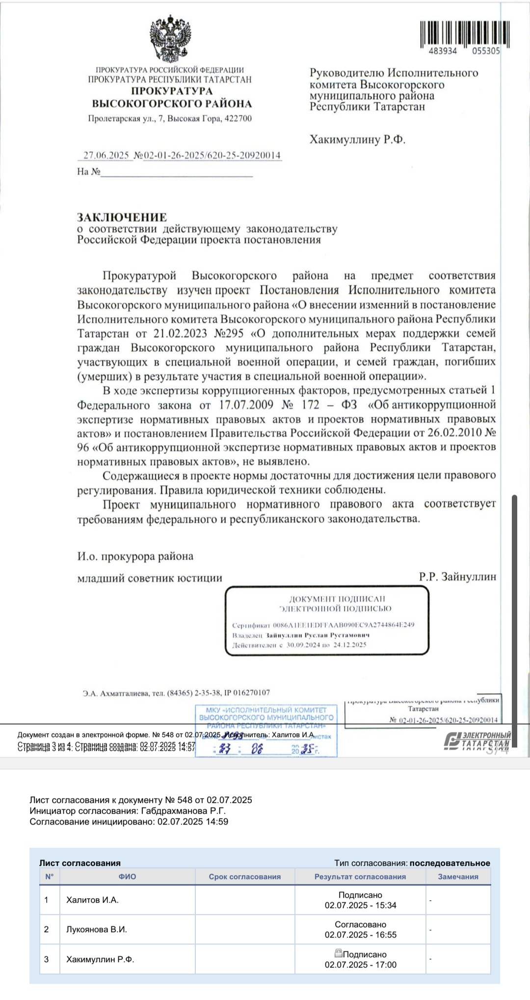 483934 055305
ПРОКУРАТУРА РОССИЙСКОЙ ФЕДЕРАЦИИ
ПРОКУРАТУРА РЕСПУБЛИКИ ТАТАРСТАН
ПРОКУРАТУРА
ВЫСОКОГОРСКОГО РАЙОНА
Пролетарская ул., 7, Высокая Гора, 422700
27.06.2025 №02-01-26-2025/620-25-20920014
На №
Руководителю Исполнительного
комитета Высокогорского
муниципального района
Республики Татарстан
Хакимуллину Р.Ф.
ЗАКЛЮЧЕНИЕ
о соответствии действующему законодательству
Российской Федерации проекта постановления
Прокуратурой Высокогорского района на предмет соответствия
законодательству изучен проект Постановления Исполнительного комитета
Высокогорского муниципального района «О внесении изменний в постановление
Исполнительного комитета Высокогорского муниципального района Республики
Татарстан от 21.02.2023 №295 «О дополнительных мерах поддержки семей
граждан Высокогорского муниципального района Республики Татарстан,
участвующих в специальной военной операции, и семей граждан, погибших
(умерших) в результате участия в специальной военной операции».
В ходе экспертизы коррупциогенных факторов, предусмотренных статьей 1
Федерального закона от 17.07.2009 № 172 – ФЗ «Об антикоррупционной
экспертизе нормативных правовых актов и проектов нормативных правовых
актов» и постановлением Правительства Российской Федерации от 26.02.2010 №
96 «Об антикоррупционной экспертизе нормативных правовых актов и проектов
нормативных правовых актов», не выявлено.
Содержащиеся в проекте нормы достаточны для достижения цели правового
регулирования. Правила юридической техники соблюдены.
Проект муниципального нормативного правового акта соответствует
требованиям федерального и республиканского законодательства.
И.о. прокурора района
младший советник юстиции Р.Р. Зайнуллин
ДОКУМЕНТ ПОДПИСАН
ЭЛЕКТРОННОЙ ПОДПИСЬЮ
Сертификат 0086A1EE1EDFFAAB090EC9A2744864E249
Владелец Зайнуллин Руслан Рустамович
Действителен с 30.09.2024 по 24.12.2025
Э.А. Ахматгалиева, тел. (84365) 2-35-38, IP 016270107
Прокуратура Высокогорского района Республики
Татарстан
№ 02-01-26-2025/620-25-20920014
МКУ «ИСПОЛНИТЕЛЬНЫЙ КОМИТЕТ
ВЫСОКОГОРСКОГО МУНИЦИПАЛЬНОГО
РАЙОНА РЕСПУБЛИКИ ТАТАРСТАН»
листах
06 2025 г.
Документ создан в электронной форме. № 548 от 02.07.2025. Исполнитель: Халитов И.А.
Страница 3 из 4. Страница создана: 02.07.2025 14:57
ЭЛЕКТРОННЫЙ
ТАТАРСТАН
3/4
Лист согласования к документу № 548 от 02.07.2025
Инициатор согласования: Габдрахманова Р.Г.
Согласование инициировано: 02.07.2025 14:59
Лист согласования Тип согласования: последовательное
N° ФИО Срок согласования Результат согласования Замечания
1 Халитов И.А. Подписано
02.07.2025 - 15:34 -
2 Лукоянова В.И. Согласовано
02.07.2025 - 16:55 -
3 Хакимуллин Р.Ф. Подписано
02.07.2025 - 17:00 -